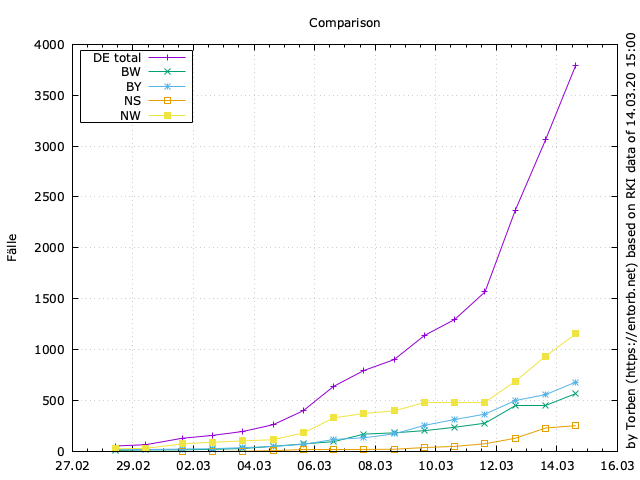 Comparison
4000
3500
3000
2500
2000
1500
1000
500
0
Fälle
DE total
BW
BY
NS
NW
27.02 29.02 02.03 04.03 06.03 08.03 10.03 12.03 14.03 16.03
by Torben (https://entorb.net) based on RKI data of 14.03.20 15:00